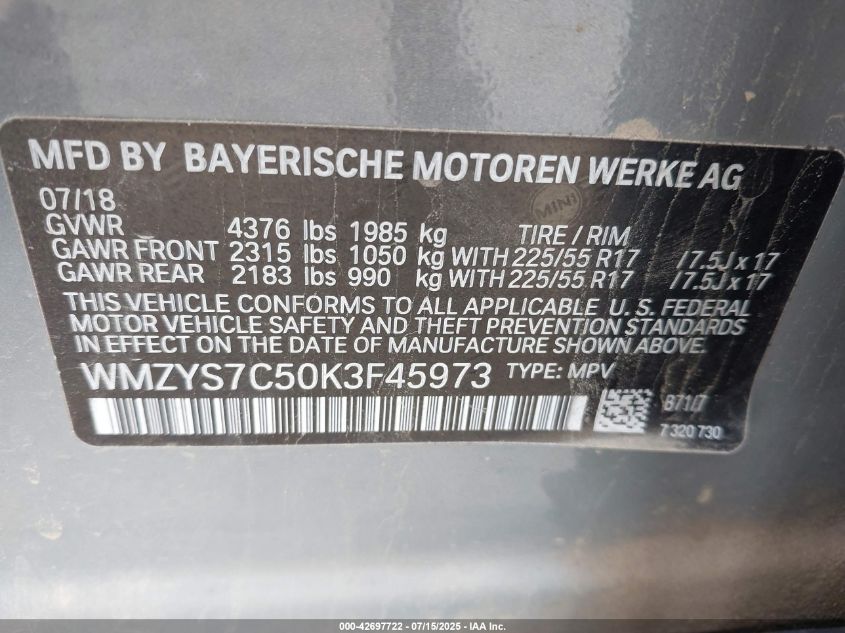 MFD BY BAYERISCHE MOTOREN WERKE AG
07/18
MINI
GVWR 4376 lbs 1985 kg TIRE / RIM
GAWR FRONT 2315 lbs 1050 kg WITH 225/55 R17 / 7.5J x 17
GAWR REAR 2183 lbs 990 kg WITH 225/55 R17 / 7.5J x 17
THIS VEHICLE CONFORMS TO ALL APPLICABLE U. S. FEDERAL
MOTOR VEHICLE SAFETY AND THEFT PREVENTION STANDARDS
IN EFFECT ON THE DATE OF MANUFACTURE SHOWN ABOVE.
WMZYS7C50K3F45973 TYPE: MPV
7 320 730
000-42697722 - 07/15/2025 - IAA Inc.